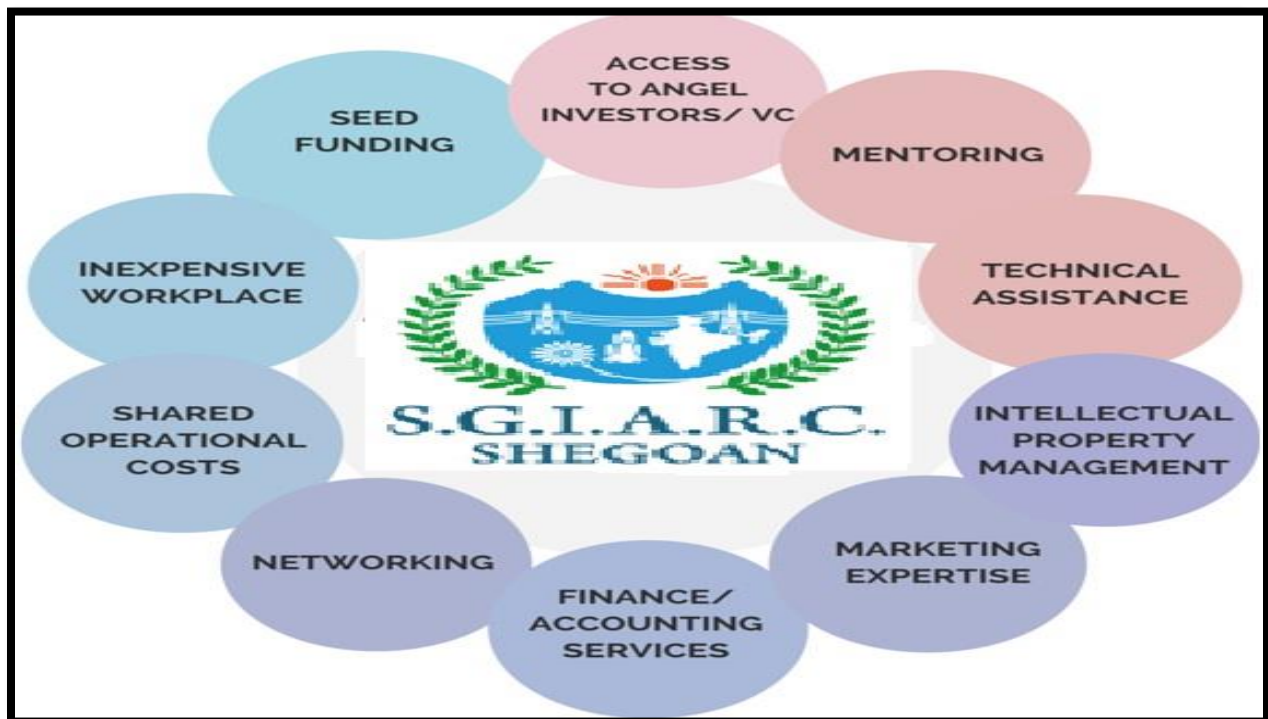 ACCESS
TO ANGEL
INVESTORS/ VC
MENTORING
TECHNICAL
ASSISTANCE
INTELLECTUAL
PROPERTY
MANAGEMENT
MARKETING
EXPERTISE
FINANCE/
ACCOUNTING
SERVICES
NETWORKING
SHARED
OPERATIONAL
COSTS
INEXPENSIVE
WORKPLACE
SEED
FUNDING
S.G.I.A.R.C.
SHEGOAN